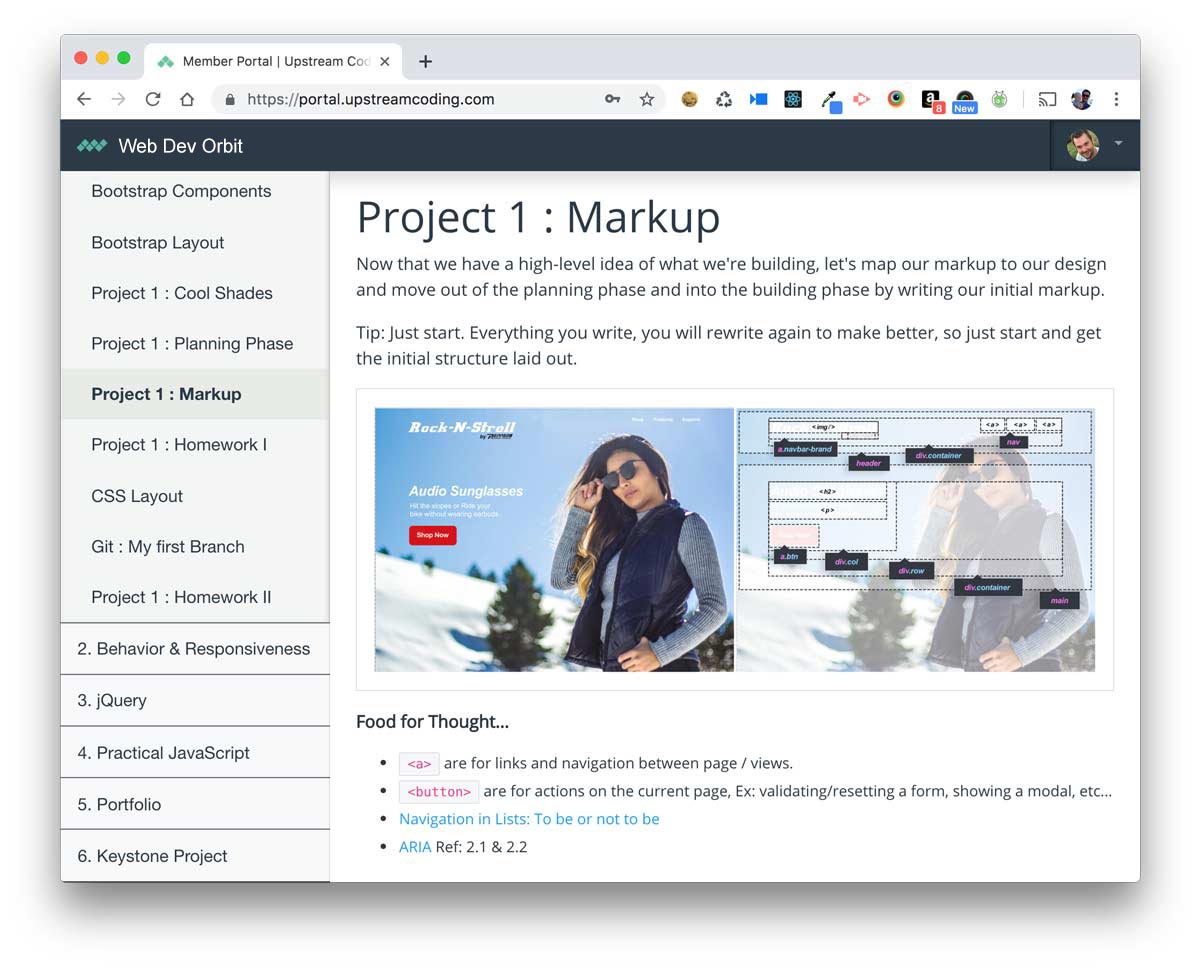 Member Portal | Upstream Cod
https://portal.upstreamcoding.com
8
New
Web Dev Orbit
Bootstrap Components
Bootstrap Layout
Project 1 : Cool Shades
Project 1 : Planning Phase
Project 1 : Markup
Project 1 : Homework I
CSS Layout
Git : My first Branch
Project 1 : Homework II
2. Behavior & Responsiveness
3. jQuery
4. Practical JavaScript
5. Portfolio
6. Keystone Project
Project 1 : Markup
Now that we have a high-level idea of what we're building, let's map our markup to our design
and move out of the planning phase and into the building phase by writing our initial markup.
Tip: Just start. Everything you write, you will rewrite again to make better, so just start and get
the initial structure laid out.
Rock-N-Stroll
by
Audio Sunglasses
Hit the slopes or Ride your
bike without wearing earbuds.
Shop Now
<img/>
<a> <a> <a>
a.navbar-brand
header
div.container
nav
<h2>
<p>
a.btn
div.col
div.row
div.container
main
Food for Thought...
<a> are for links and navigation between page / views.
<button> are for actions on the current page, Ex: validating/resetting a form, showing a modal, etc...
Navigation in Lists: To be or not to be
ARIA Ref: 2.1 & 2.2